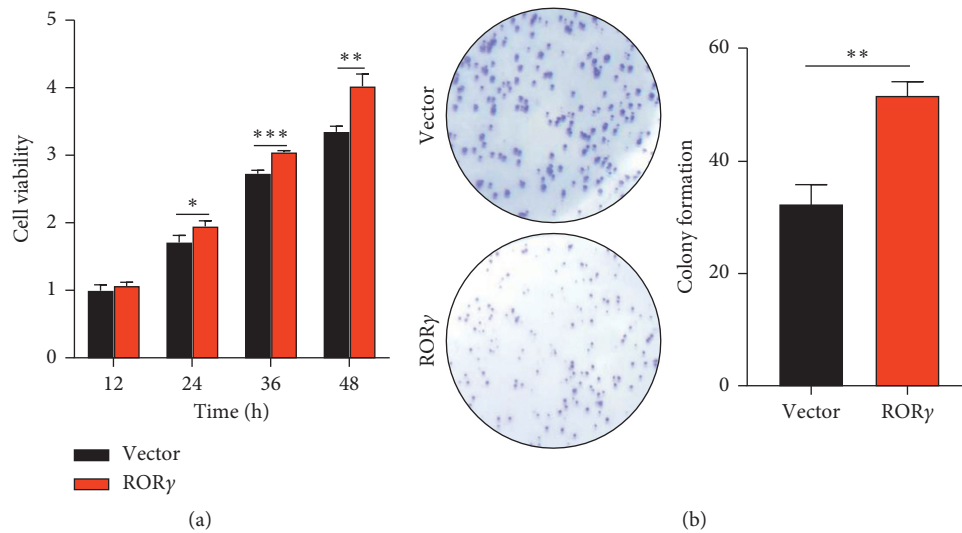 Cell viability
5
4
3
2
1
0
*
***
**
12
24
36
48
Time (h)
Vector
RORγ
(a)
Vector
RORγ
Colony formation
60
40
20
0
**
Vector
RORγ
(b)